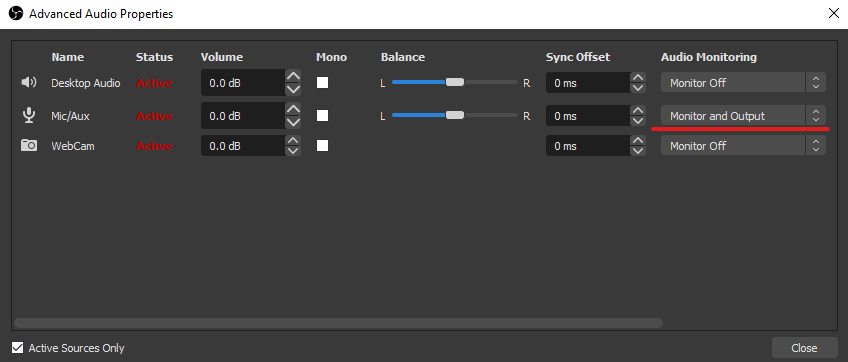 Advanced Audio Properties
Name Status Volume Mono Balance Sync Offset Audio Monitoring
Desktop Audio Active 0.0 dB L R 0 ms Monitor Off
Mic/Aux Active 0.0 dB L R 0 ms Monitor and Output
WebCam Active 0.0 dB 0 ms Monitor Off
Active Sources Only Close